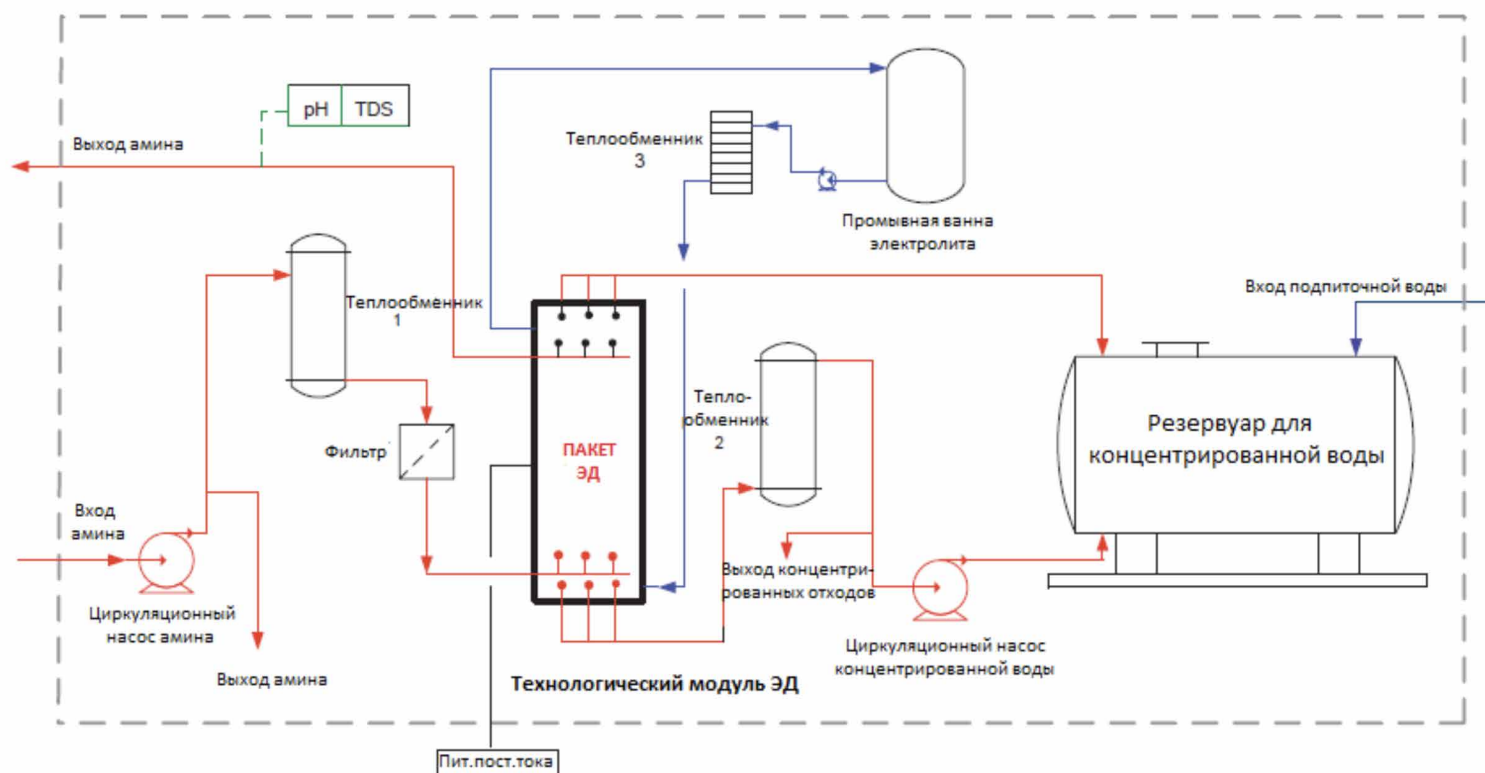 pH TDS
Выход амина
Теплообменник
3
Промывная ванна
электролита
Теплообменник
1
Вход подпиточной воды
Тепло-
обменник
2
Резервуар для
концентрированной воды
Фильтр
ПАКЕТ
ЭД
Вход
амина
Выход концентри-
рованных отходов
Циркуляционный
насос амина
Циркуляционный насос
концентрированной воды
Выход амина
Технологический модуль ЭД
Пит.пост.тока